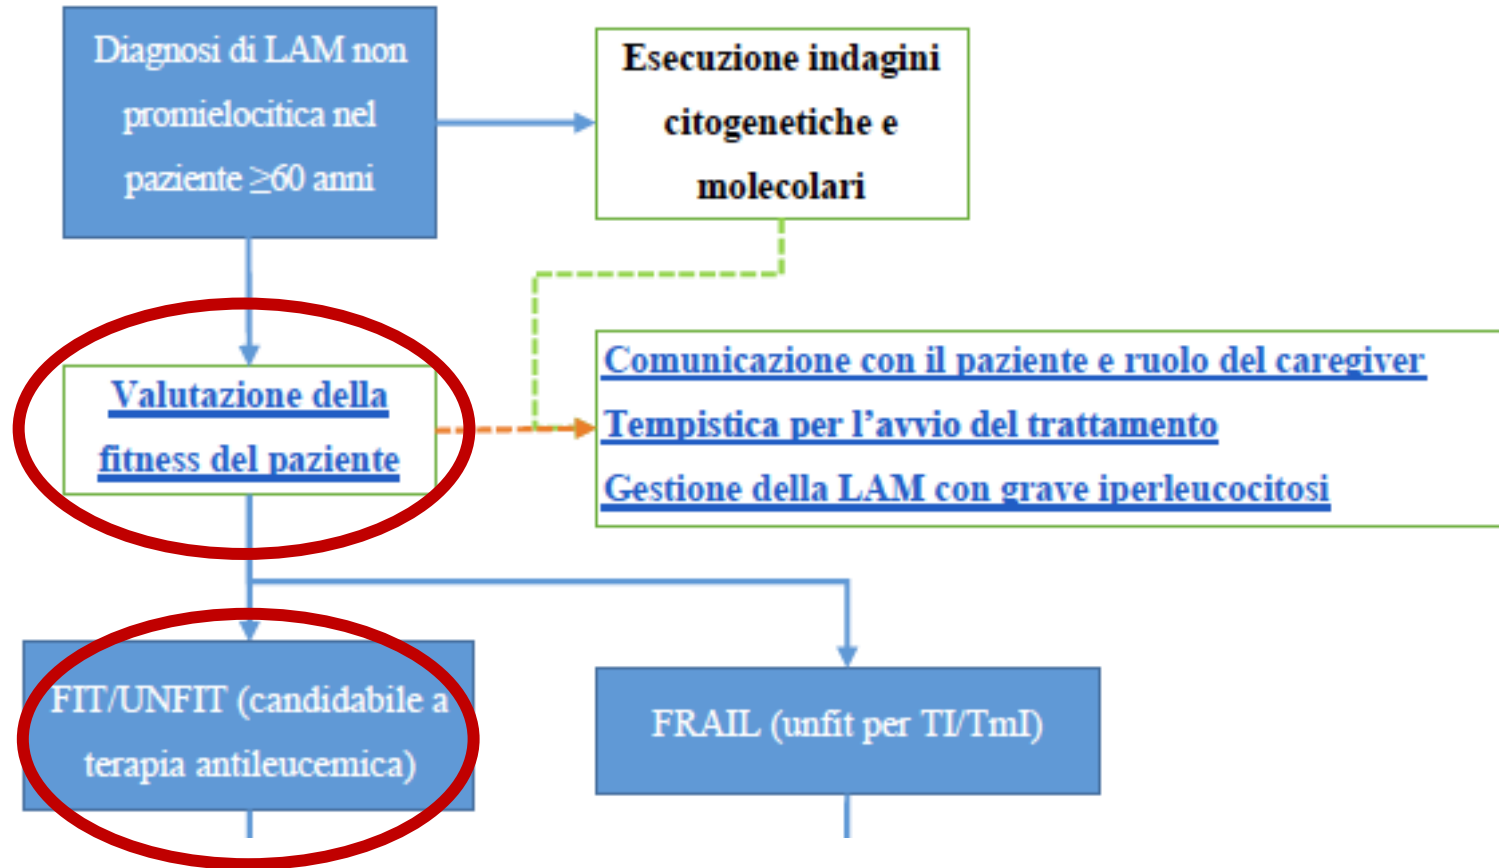 Diagnosi di LAM non
promielocitica nel
paziente ≥60 anni
Esecuzione indagini
citogenetiche e
molecolari
Valutazione della
fitness del paziente
Comunicazione con il paziente e ruolo del caregiver
Tempistica per l’avvio del trattamento
Gestione della LAM con grave iperleucocitosi
FIT/UNFIT (candidabile a
terapia antileucemica)
FRAIL (unfit per TI/TmI)